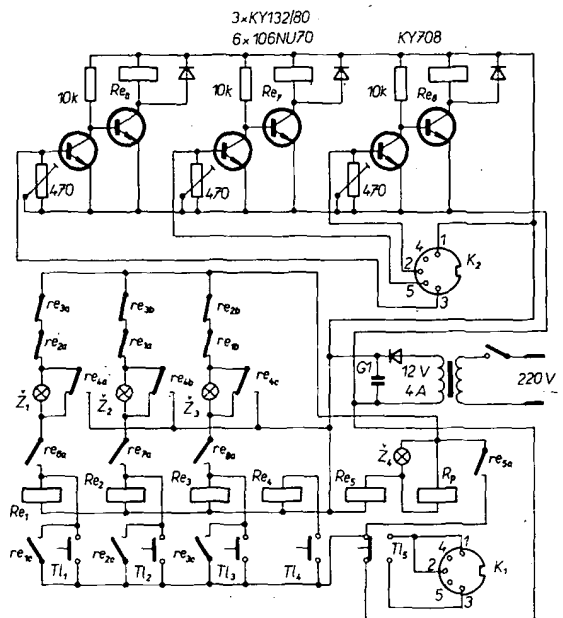 3×KY132/80
6×106NU70 KY708
10k Re₆ 10k Re₇ 10k Re₈
470 470 470
4 1
2 K₂
5 3
re₃ₐ re₃b re₂b
re₂ₐ re₁ₐ re₁b
re₄ₐ re₄b re₄c
Ž₁ Ž₂ Ž₃
G1 12 V 220 V
4 A
re₆ₐ re₇ₐ re₈ₐ
Ž₄ re₅ₐ
Re₁ Re₂ Re₃ Re₄ Re₅ Rp
re₁c re₂c re₃c
Tl₁ Tl₂ Tl₃ Tl₄ Tl₅
4 1
2 K₁
5 3